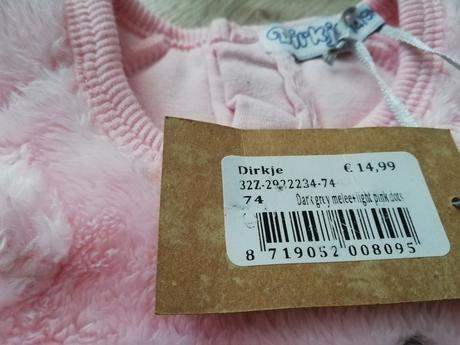 Dirkje
Dirkje € 14,99
32Z-2922234-74
74 Dark grey melee+light pink dots
8 719052 008095